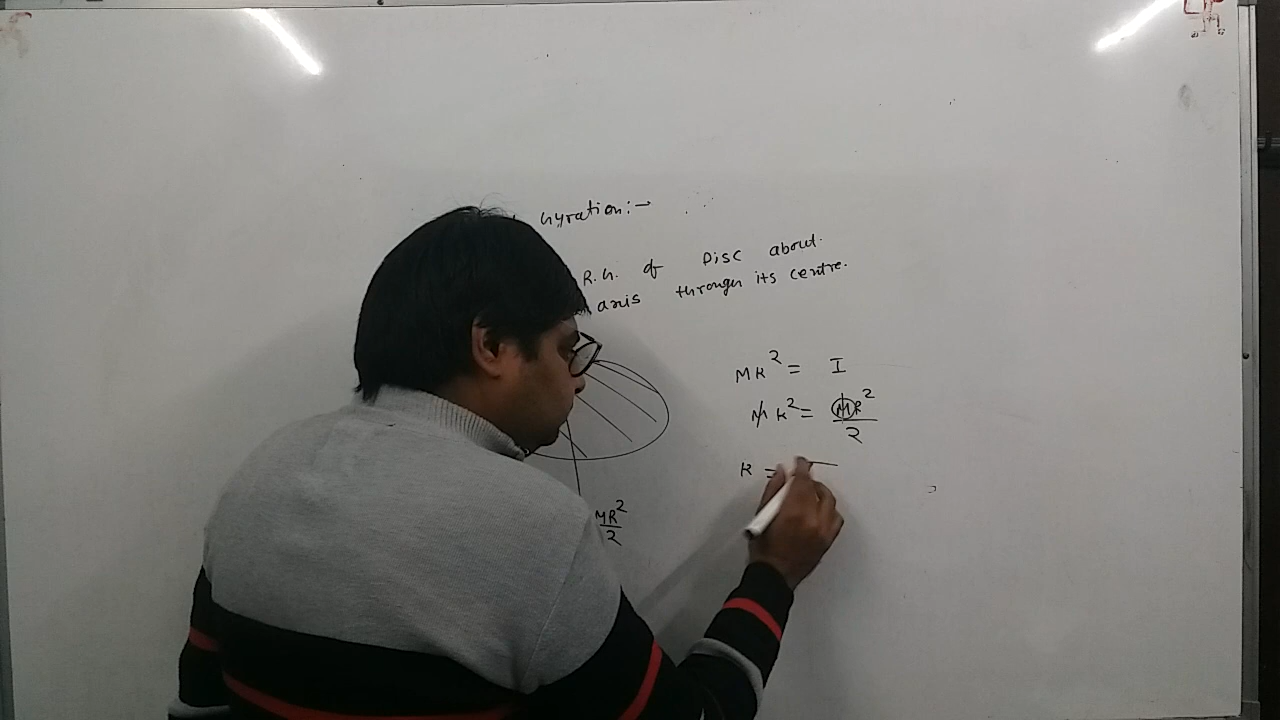 Gyration:→
R.G. of Disc about
axis through its centre.
MK² = I
MK² = MR²/2
K =
MR²/2